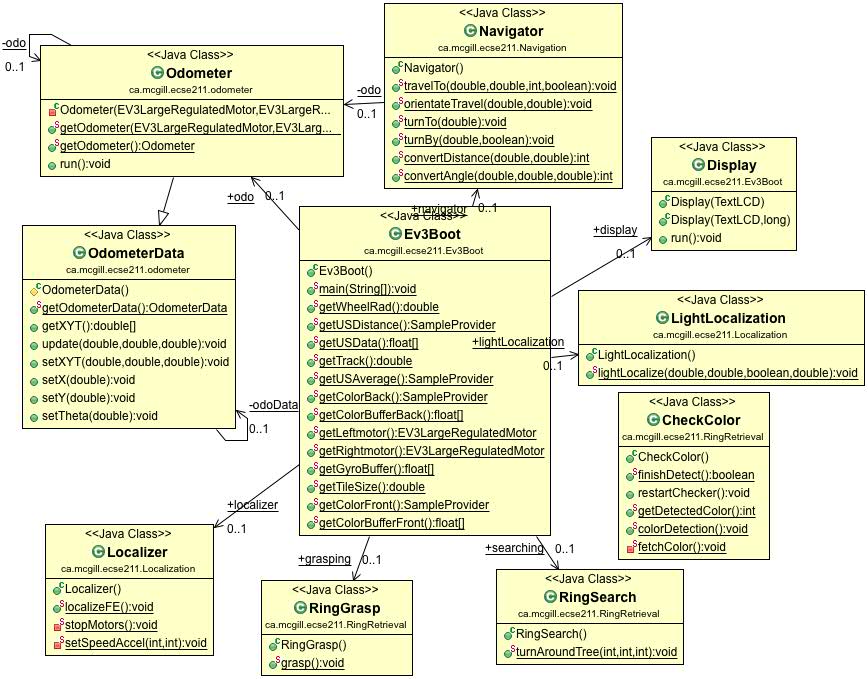 <<Java Class>>
Navigator
ca.mcgill.ecse211.Navigation
Navigator()
travelTo(double,double,int,boolean):void
orientateTravel(double,double):void
turnTo(double):void
turnBy(double,boolean):void
convertDistance(double,double):int
convertAngle(double,double,double):int
-odo
0..1
<<Java Class>>
Odometer
ca.mcgill.ecse211.odometer
Odometer(EV3LargeRegulatedMotor,EV3LargeR...
getOdometer(EV3LargeRegulatedMotor,EV3Larg...
getOdometer():Odometer
run():void
-odo
0..1
<<Java Class>>
Display
ca.mcgill.ecse211.Ev3Boot
Display(TextLCD)
Display(TextLCD,long)
run():void
+odo
0..1
+navigator
0..1
+display
0..1
<<Java Class>>
OdometerData
ca.mcgill.ecse211.odometer
OdometerData()
getOdometerData():OdometerData
getXYT():double[]
update(double,double,double):void
setXYT(double,double,double):void
setX(double):void
setY(double):void
setTheta(double):void
-odoData
0..1
<<Java Class>>
Ev3Boot
ca.mcgill.ecse211.Ev3Boot
Ev3Boot()
main(String[]):void
getWheelRad():double
getUSDistance():SampleProvider
getUSData():float[]
getTrack():double
getUSAverage():SampleProvider
getColorBack():SampleProvider
getColorBufferBack():float[]
getLeftmotor():EV3LargeRegulatedMotor
getRightmotor():EV3LargeRegulatedMotor
getGyroBuffer():float[]
getTileSize():double
getColorFront():SampleProvider
getColorBufferFront():float[]
+lightLocalization
0..1
<<Java Class>>
LightLocalization
ca.mcgill.ecse211.Localization
LightLocalization()
lightLocalize(double,double,boolean,double):void
<<Java Class>>
CheckColor
ca.mcgill.ecse211.RingRetrieval
CheckColor()
finishDetect():boolean
restartChecker():void
getDetectedColor():int
colorDetection():void
fetchColor():void
+localizer
0..1
<<Java Class>>
Localizer
ca.mcgill.ecse211.Localization
Localizer()
localizeFE():void
stopMotors():void
setSpeedAccel(int,int):void
+grasping
0..1
<<Java Class>>
RingGrasp
ca.mcgill.ecse211.RingRetrieval
RingGrasp()
grasp():void
+searching
0..1
<<Java Class>>
RingSearch
ca.mcgill.ecse211.RingRetrieval
RingSearch()
turnAroundTree(int,int,int):void